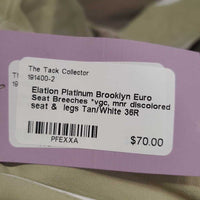 The Tack Collector
191400-2
Elation Platinum Brooklyn Euro
Seat Breeches *vgc, mnr discolored
seat & legs Tan/White 36R
$70.00
PFEXXA